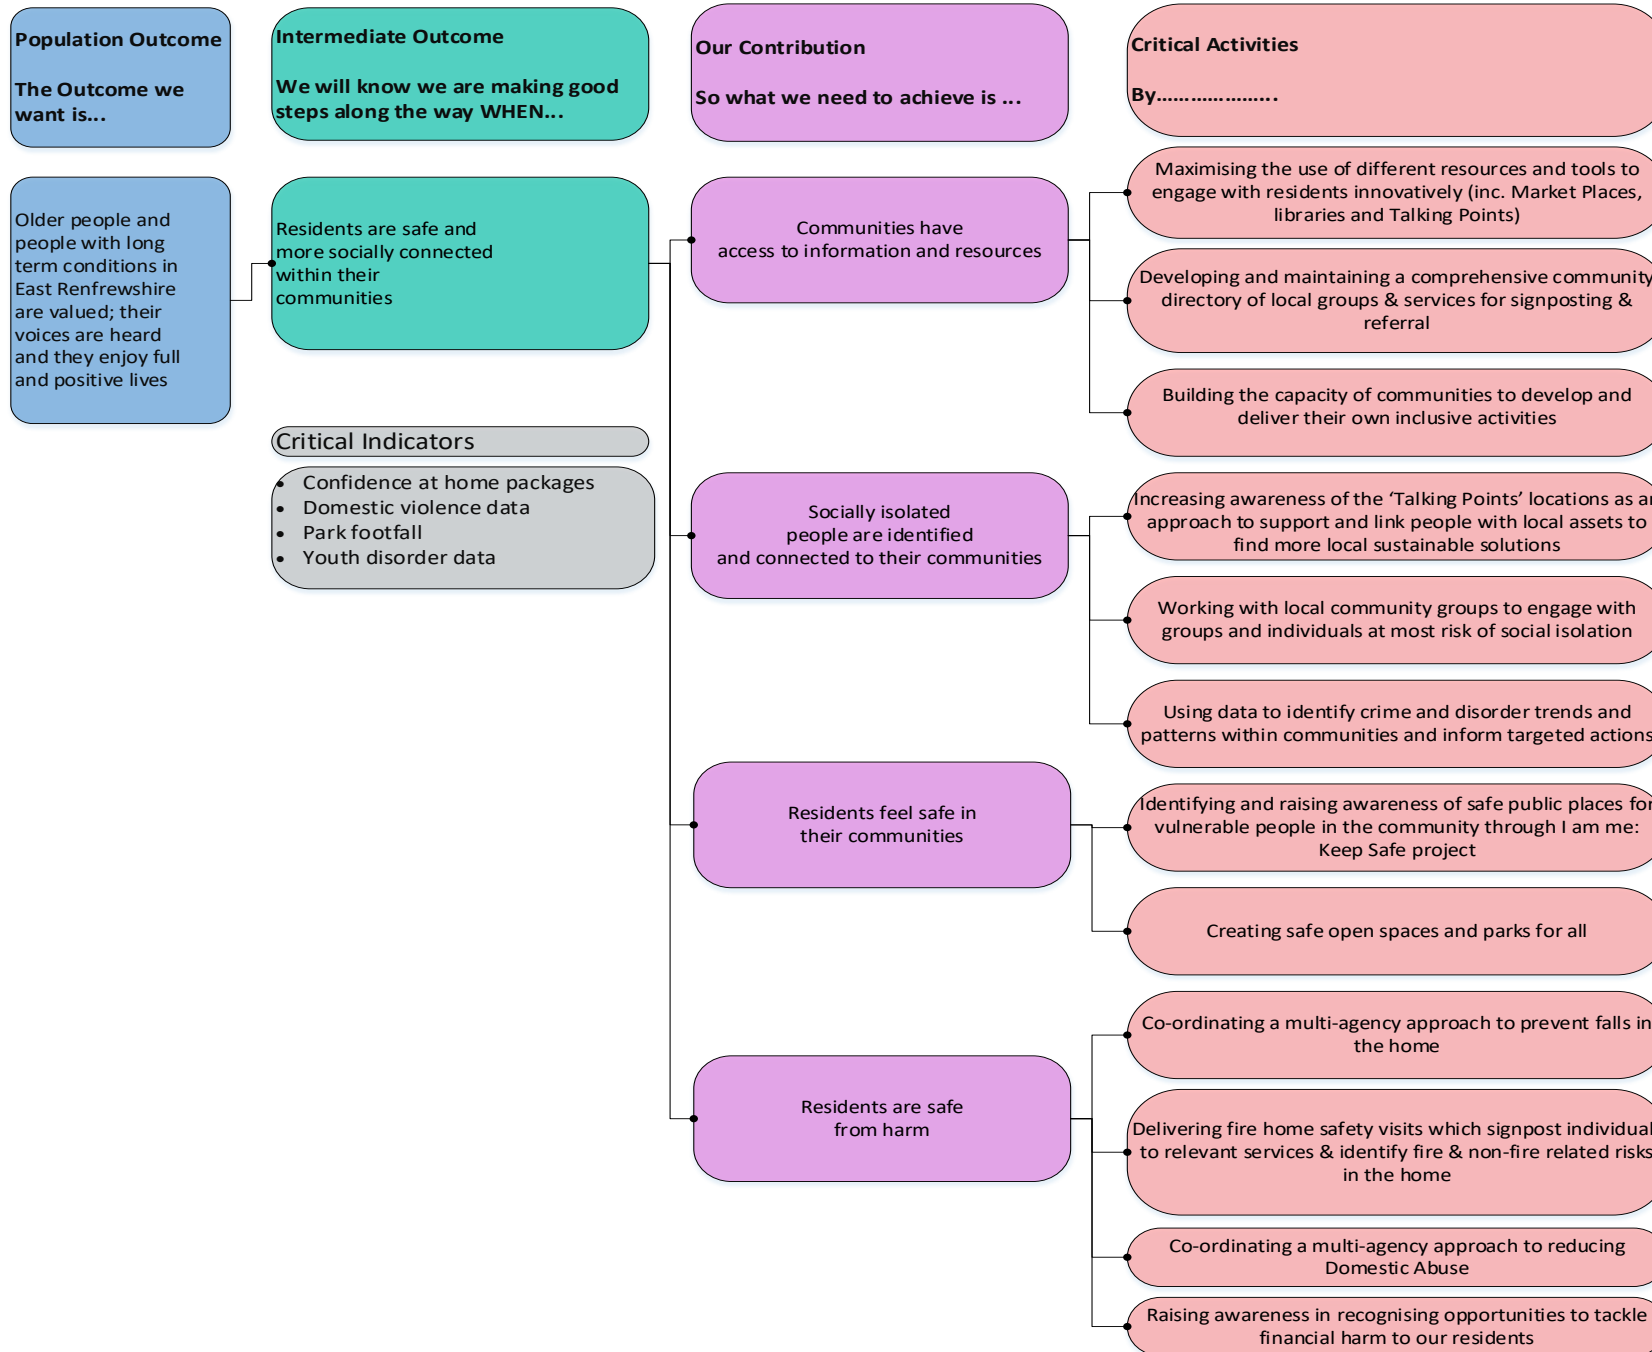 Population Outcome
The Outcome we
want is...
Intermediate Outcome
We will know we are making good
steps along the way WHEN...
Our Contribution
So what we need to achieve is ...
Critical Activities
By....................
Older people and
people with long
term conditions in
East Renfrewshire
are valued; their
voices are heard
and they enjoy full
and positive lives
Residents are safe and
more socially connected
within their
communities
Critical Indicators
• Confidence at home packages
• Domestic violence data
• Park footfall
• Youth disorder data
Communities have
access to information and resources
Maximising the use of different resources and tools to
engage with residents innovatively (inc. Market Places,
libraries and Talking Points)
Developing and maintaining a comprehensive community
directory of local groups & services for signposting &
referral
Building the capacity of communities to develop and
deliver their own inclusive activities
Socially isolated
people are identified
and connected to their communities
Increasing awareness of the ‘Talking Points’ locations as an
approach to support and link people with local assets to
find more local sustainable solutions
Working with local community groups to engage with
groups and individuals at most risk of social isolation
Using data to identify crime and disorder trends and
patterns within communities and inform targeted actions
Residents feel safe in
their communities
Identifying and raising awareness of safe public places for
vulnerable people in the community through I am me:
Keep Safe project
Creating safe open spaces and parks for all
Residents are safe
from harm
Co-ordinating a multi-agency approach to prevent falls in
the home
Delivering fire home safety visits which signpost individual
to relevant services & identify fire & non-fire related risks
in the home
Co-ordinating a multi-agency approach to reducing
Domestic Abuse
Raising awareness in recognising opportunities to tackle
financial harm to our residents